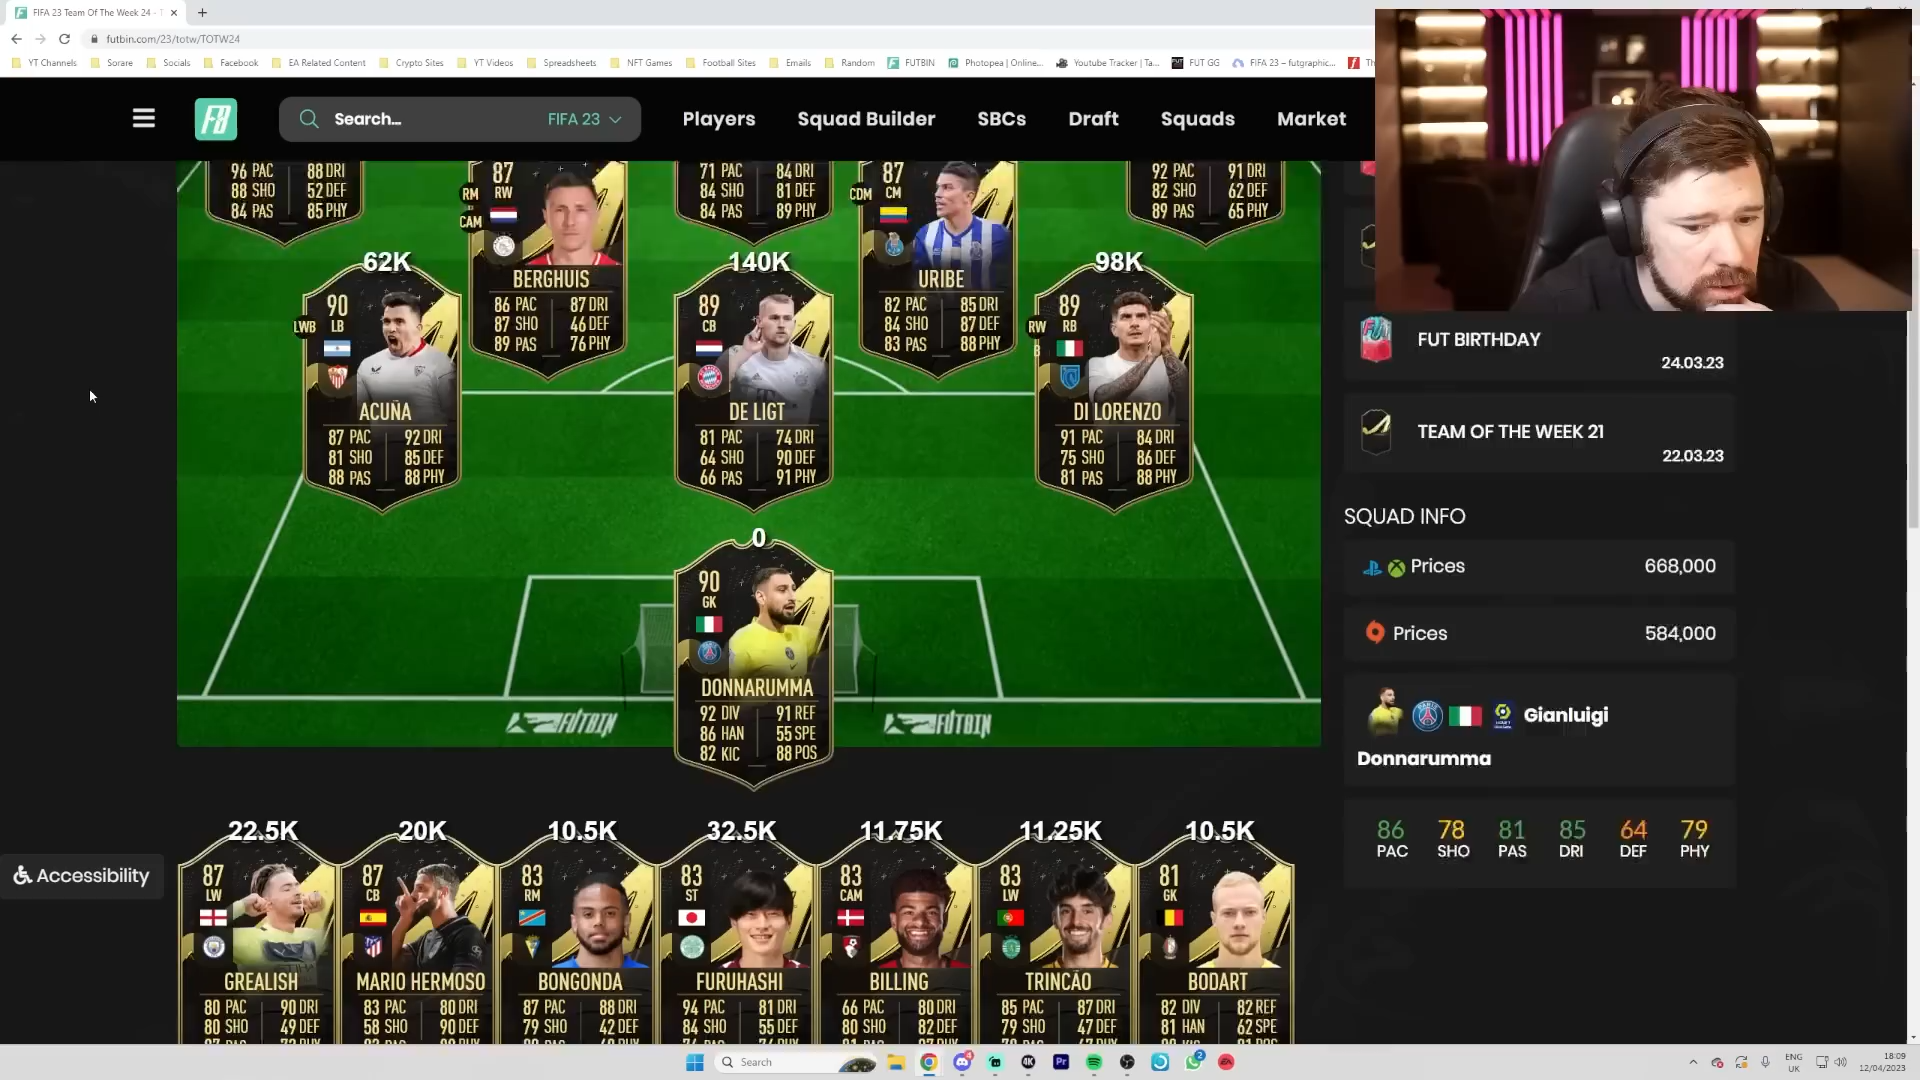 FIFA 23 Team Of The Week 24 -
futbin.com/23/totw/TOTW24
YT Channels
Sorare
Socials
Facebook
EA Related Content
Crypto Sites
YT Videos
Spreadsheets
NFT Games
Football Sites
Emails
Random
FUTBIN
Photopea | Online...
Youtube Tracker | Ta...
FUT GG
FIFA 23 – futgraphic...
Search...
FIFA 23
Players
Squad Builder
SBCs
Draft
Squads
Market
96 PAC 88 DRI
88 SHO 52 DEF
84 PAS 85 PHY
87
RW
RM
CAM
BERGHUIS
86 PAC 87 DRI
87 SHO 46 DEF
89 PAS 76 PHY
71 PAC 84 DRI
84 SHO 81 DEF
84 PAS 89 PHY
87
CM
CDM
URIBE
82 PAC 85 DRI
84 SHO 87 DEF
83 PAS 88 PHY
92 PAC 91 DRI
82 SHO 62 DEF
89 PAS 65 PHY
62K
90
LB
LWB
ACUÑA
87 PAC 92 DRI
81 SHO 85 DEF
88 PAS 88 PHY
140K
89
CB
DE LIGT
81 PAC 74 DRI
64 SHO 90 DEF
66 PAS 91 PHY
98K
89
RB
RW
B
DI LORENZO
91 PAC 84 DRI
75 SHO 86 DEF
81 PAS 88 PHY
0
90
GK
DONNARUMMA
92 DIV 91 REF
86 HAN 55 SPE
82 KIC 88 POS
FUTBIN
FUTBIN
22.5K
87
LW
GREALISH
80 PAC 90 DRI
80 SHO 49 DEF
20K
87
CB
MARIO HERMOSO
83 PAC 80 DRI
58 SHO 90 DEF
10.5K
83
RM
BONGONDA
87 PAC 88 DRI
79 SHO 42 DEF
32.5K
83
ST
FURUHASHI
94 PAC 81 DRI
84 SHO 55 DEF
11.75K
83
CAM
BILLING
66 PAC 80 DRI
80 SHO 82 DEF
11.25K
83
LW
TRINCÃO
85 PAC 87 DRI
79 SHO 47 DEF
10.5K
81
GK
BODART
82 DIV 82 REF
81 HAN 62 SPE
FUT BIRTHDAY
24.03.23
TEAM OF THE WEEK 21
22.03.23
SQUAD INFO
Prices 668,000
Prices 584,000
Gianluigi
Donnarumma
86 78 81 85 64 79
PAC SHO PAS DRI DEF PHY
Accessibility
Search
ENG
UK
18:09
12/04/2023